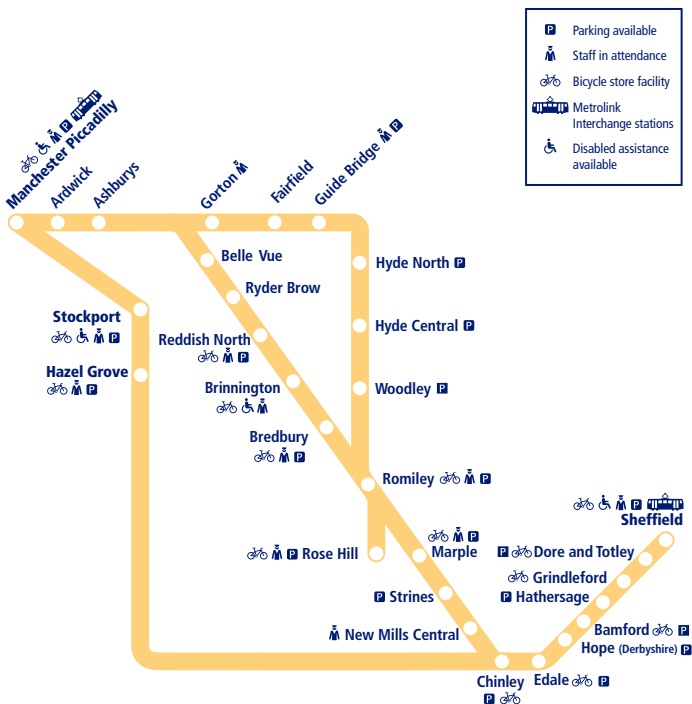 Parking available
Staff in attendance
Bicycle store facility
Metrolink
Interchange stations
Disabled assistance
available
Manchester Piccadilly
Ardwick
Ashburys
Gorton
Fairfield
Guide Bridge
Belle Vue
Ryder Brow
Reddish North
Brinnington
Bredbury
Hyde North
Hyde Central
Woodley
Stockport
Hazel Grove
Romiley
Rose Hill
Marple
Strines
New Mills Central
Chinley
Edale
Hope (Derbyshire)
Bamford
Hathersage
Grindleford
Dore and Totley
Sheffield